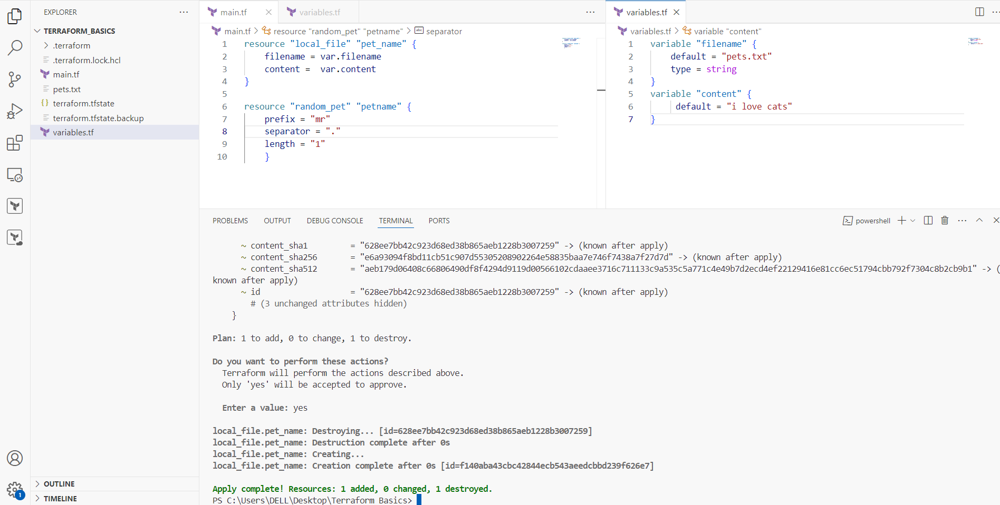 EXPLORER
TERRAFORM_BASICS
.terraform
.terraform.lock.hcl
main.tf
pets.txt
{} terraform.tfstate
terraform.tfstate.backup
variables.tf
OUTLINE
TIMELINE
1
main.tf
variables.tf
main.tf > resource "random_pet" "petname" > abc separator
1 resource "local_file" "pet_name" {
2 filename = var.filename
3 content =  var.content
4 }
5
6 resource "random_pet" "petname" {
7 prefix = "mr"
8 separator = "."
9 length = "1"
10 }
variables.tf
variables.tf > variable "content"
1 variable "filename" {
2 default = "pets.txt"
3 type = string
4 }
5 variable "content" {
6 default = "i love cats"
7 }
PROBLEMS OUTPUT DEBUG CONSOLE TERMINAL PORTS
powershell
~ content_sha1 = "628ee7bb42c923d68ed38b865aeb1228b3007259" -> (known after apply)
~ content_sha256 = "e6a93094f8bd11cb51c907d55305208902264e58835baa7e746f7438a7f27d7d" -> (known after apply)
~ content_sha512 = "aeb179d06408c66806490df8f4294d9119d00566102cdaaee3716c711133c9a535c5a771c4e49b7d2ecd4ef22129416e81cc6ec51794cbb792f7304c8b2cb9b1" -> (
known after apply)
~ id = "628ee7bb42c923d68ed38b865aeb1228b3007259" -> (known after apply)
# (3 unchanged attributes hidden)
}
Plan: 1 to add, 0 to change, 1 to destroy.
Do you want to perform these actions?
Terraform will perform the actions described above.
Only 'yes' will be accepted to approve.
Enter a value: yes
local_file.pet_name: Destroying... [id=628ee7bb42c923d68ed38b865aeb1228b3007259]
local_file.pet_name: Destruction complete after 0s
local_file.pet_name: Creating...
local_file.pet_name: Creation complete after 0s [id=f140aba43cbc42844ecb543aeedcbbd239f626e7]
Apply complete! Resources: 1 added, 0 changed, 1 destroyed.
PS C:\Users\DELL\Desktop\Terraform Basics>